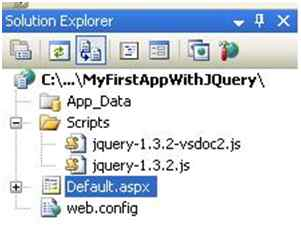 Solution Explorer
C:\...\MyFirstAppWithJQuery\
App_Data
Scripts
jquery-1.3.2-vsdoc2.js
jquery-1.3.2.js
Default.aspx
web.config